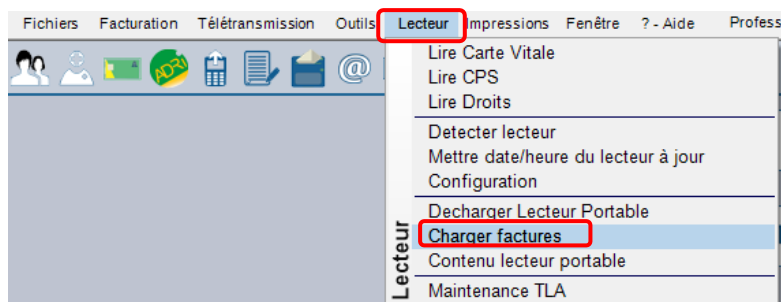 Fichiers Facturation Télétransmission Outils Lecteur Impressions Fenêtre ? - Aide Profess
ADRI
@
Lire Carte Vitale
Lire CPS
Lire Droits
Detecter lecteur
Mettre date/heure du lecteur à jour
Configuration
Decharger Lecteur Portable
Charger factures
Contenu lecteur portable
Maintenance TLA
Lecteur